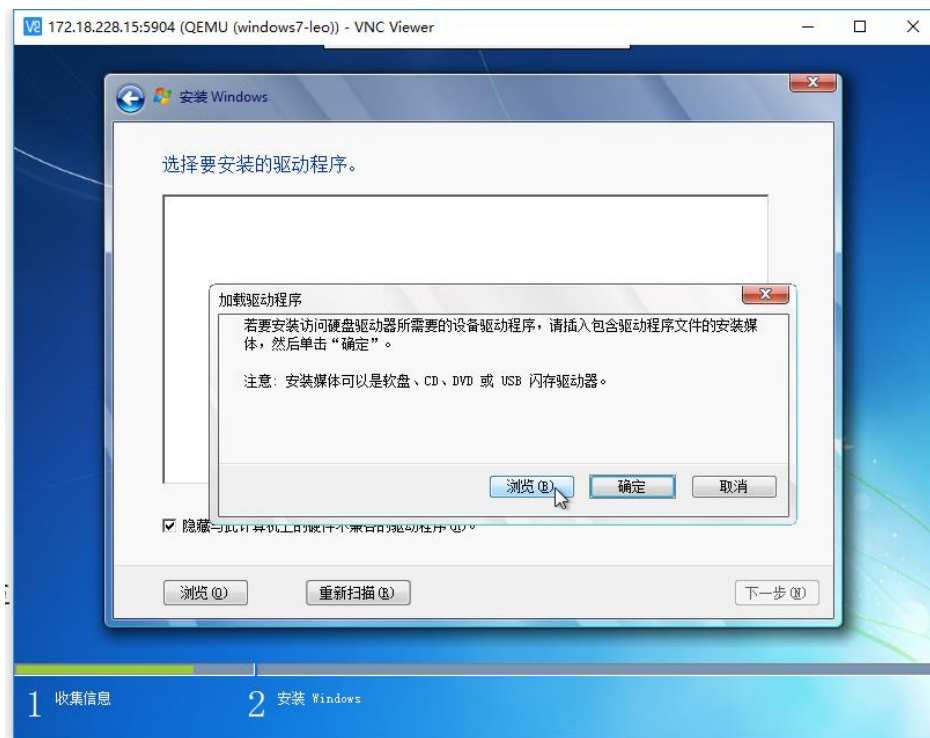 172.18.228.15:5904 (QEMU (windows7-leo)) - VNC Viewer
安装 Windows
选择要安装的驱动程序。
加载驱动程序
若要安装访问硬盘驱动器所需要的设备驱动程序，请插入包含驱动程序文件的安装媒
体，然后单击“确定”。
注意: 安装媒体可以是软盘、CD、DVD 或 USB 闪存驱动器。
浏览(B) 确定 取消
隐藏与此计算机上的硬件不兼容的驱动程序(H)。
浏览(O) 重新扫描(R) 下一步(N)
1 收集信息 2 安装 Windows